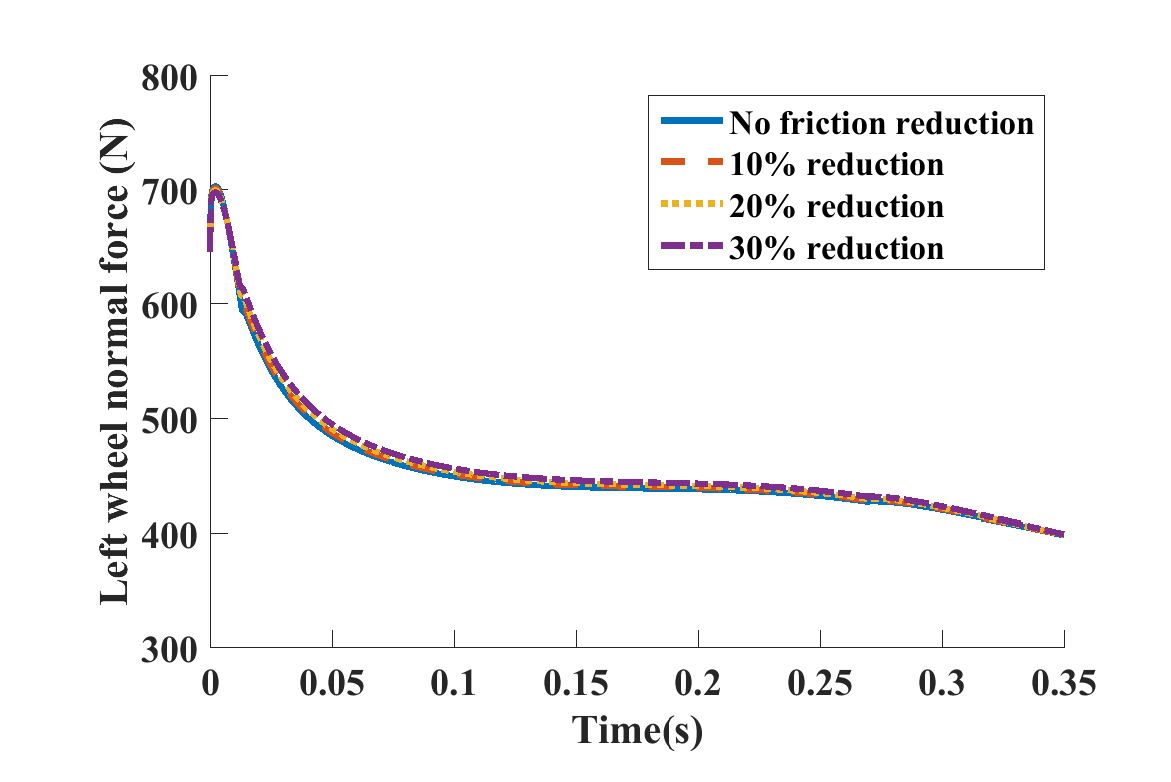 800
700
600
500
400
300
Left wheel normal force (N)
No friction reduction
10% reduction
20% reduction
30% reduction
0 0.05 0.1 0.15 0.2 0.25 0.3 0.35
Time(s)